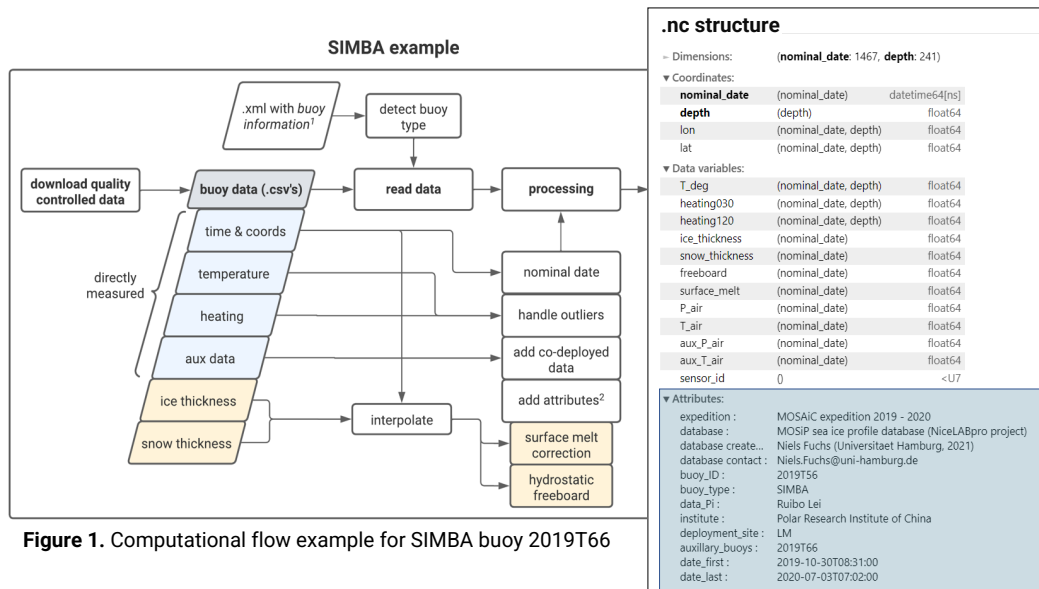 SIMBA example
.xml with buoy
information¹
detect buoy
type
download quality
controlled data
buoy data (.csv's)
read data
processing
time & coords
temperature
heating
aux data
directly
measured
ice thickness
snow thickness
interpolate
nominal date
handle outliers
add co-deployed
data
add attributes²
surface melt
correction
hydrostatic
freeboard
Figure 1. Computational flow example for SIMBA buoy 2019T66
.nc structure
Dimensions: (nominal_date: 1467, depth: 241)
▼ Coordinates:
nominal_date (nominal_date) datetime64[ns]
depth (depth) float64
lon (nominal_date, depth) float64
lat (nominal_date, depth) float64
▼ Data variables:
T_deg (nominal_date, depth) float64
heating030 (nominal_date, depth) float64
heating120 (nominal_date, depth) float64
ice_thickness (nominal_date) float64
snow_thickness (nominal_date) float64
freeboard (nominal_date) float64
surface_melt (nominal_date) float64
P_air (nominal_date) float64
T_air (nominal_date) float64
aux_P_air (nominal_date) float64
aux_T_air (nominal_date) float64
sensor_id () <U7
▼ Attributes:
expedition : MOSAiC expedition 2019 - 2020
database : MOSiP sea ice profile database (NiceLABpro project)
database create... Niels Fuchs (Universitaet Hamburg, 2021)
database contact : Niels.Fuchs@uni-hamburg.de
buoy_ID : 2019T56
buoy_type : SIMBA
data_Pi : Ruibo Lei
institute : Polar Research Institute of China
deployment_site : LM
auxillary_buoys : 2019T66
date_first : 2019-10-30T08:31:00
date_last : 2020-07-03T07:02:00